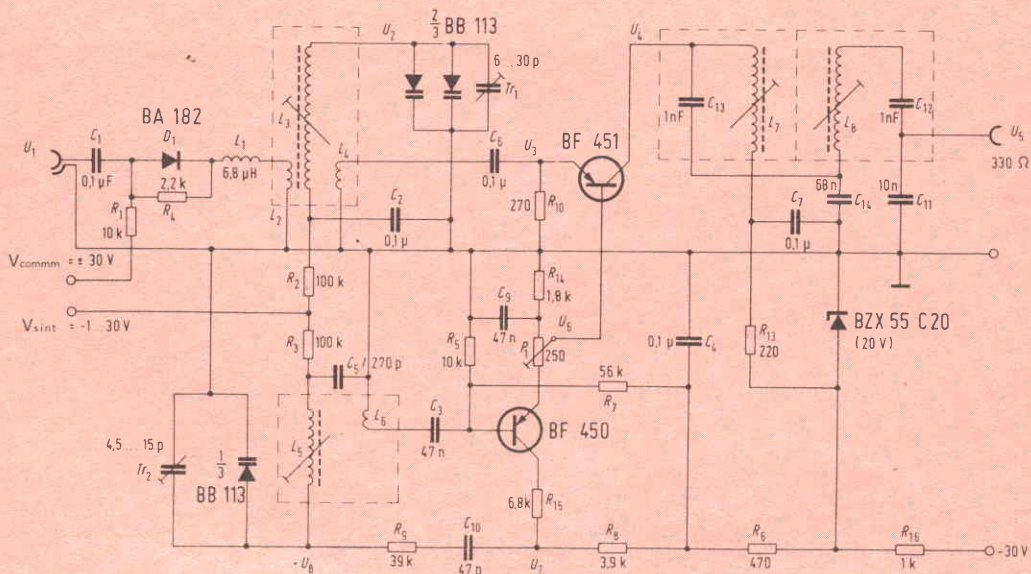 U₂
2/3 BB 113
6 ... 30 p
Tr₁
U₄
BA 182
L₃
BF 451
C₁₃
1nF
L₇
L₈
C₁₂
1nF
U₁
C₁
D₁
L₁
L₄
C₆
U₃
U₅
330 Ω
0,1 µF
2,2 k
6,8 µH
0,1 µ
R₄
R₁
10 k
L₂
C₂
0,1 µ
270
R₁₀
C₇
0,1 µ
68 n
C₁₄
10 n
C₁₁
Vcommm = ± 30 V
R₂
100 k
R₁₄
1,8 k
C₉
47 n
U₆
Vsint = -1... 30 V
R₃
100 k
R₅
10 k
P₁
250
0,1 µ
C₄
R₁₃
220
BZX 55 C20
(20 V)
C₅ / 270 p
56 k
R₇
L₆
C₃
47 n
BF 450
4,5 ... 15 p
Tr₂
1/3
BB 113
L₅
6,8 k
R₁₅
R₉
39 k
C₁₀
47 p
R₈
3,9 k
R₆
470
R₁₆
1 k
-30 V
U₈
U₇